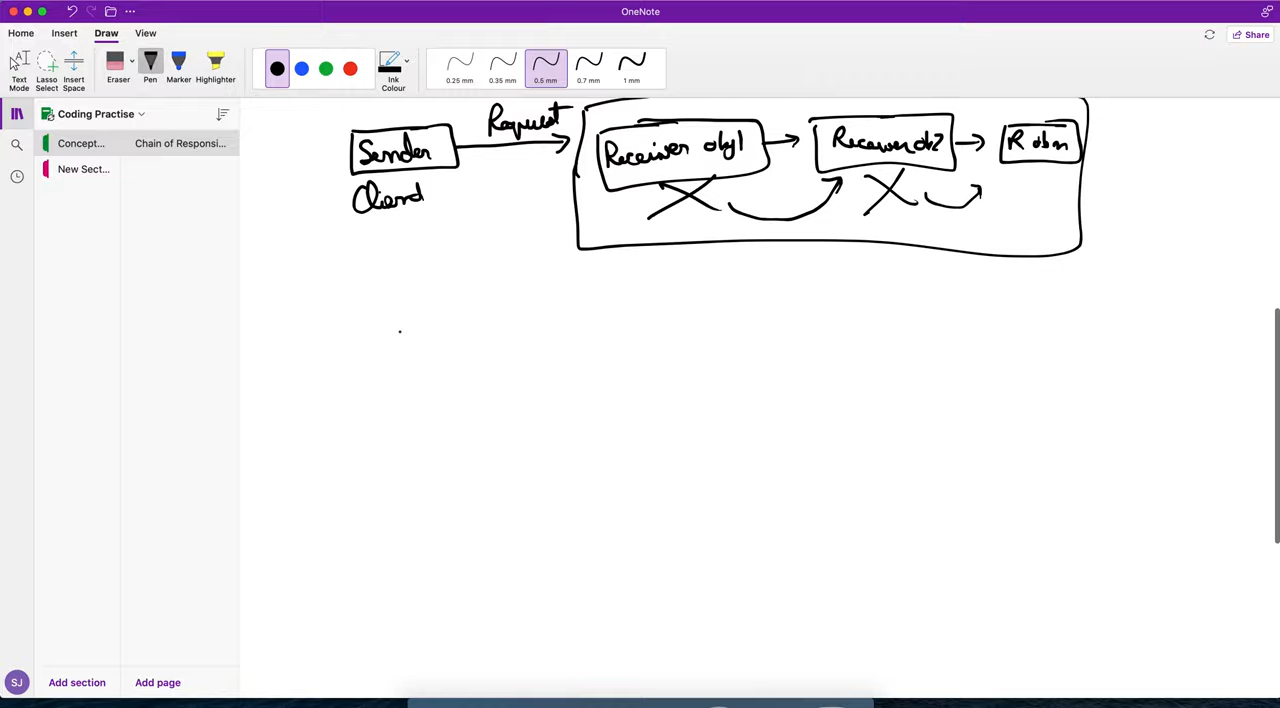 OneNote
Home Insert Draw View
Share
Text Mode
Lasso Select
Insert Space
Eraser
Pen
Marker
Highlighter
Ink Colour
0.25 mm
0.35 mm
0.5 mm
0.7 mm
1 mm
Coding Practise
Concept...
New Sect...
Chain of Responsi...
Request
Sender
Client
Receiver obj1
Receiver ob2
R obn
SJ
Add section
Add page